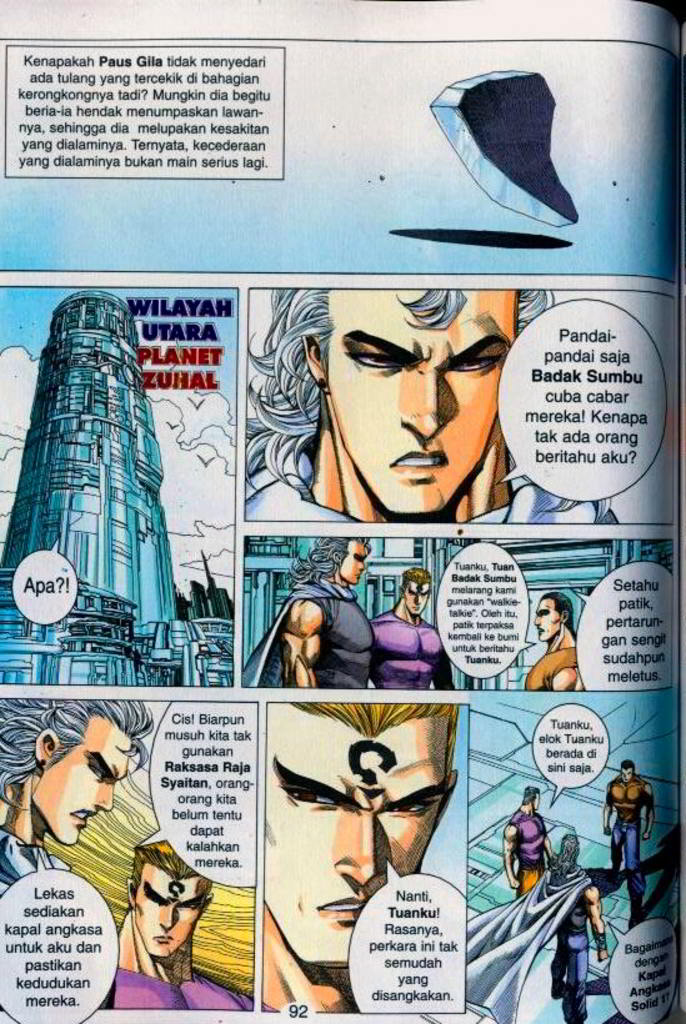 Kenapakah Paus Gila tidak menyedari
ada tulang yang tercekik di bahagian
kerongkongnya tadi? Mungkin dia begitu
beria-ia hendak menumpaskan lawan-
nya, sehingga dia melupakan kesakitan
yang dialaminya. Ternyata, kecederaan
yang dialaminya bukan main serius lagi.
WILAYAH
UTARA
PLANET
ZUHAL
Apa?!
Pandai-
pandai saja
Badak Sumbu
cuba cabar
mereka! Kenapa
tak ada orang
beritahu aku?
Tuanku, Tuan
Badak Sumbu
melarang kami
gunakan "walkie-
talkie". Oleh itu,
patik terpaksa
kembali ke bumi
untuk beritahu
Tuanku.
Setahu
patik,
pertarun-
gan sengit
sudahpun
meletus.
Cis! Biarpun
musuh kita tak
gunakan
Raksasa Raja
Syaitan, orang-
orang kita
belum tentu
dapat
kalahkan
mereka.
Lekas
sediakan
kapal angkasa
untuk aku dan
pastikan
kedudukan
mereka.
Nanti,
Tuanku!
Rasanya,
perkara ini tak
semudah
yang
disangkakan.
Tuanku,
elok Tuanku
berada di
sini saja.
Bagaimana
dengan
Kapal
Angkasa
Solid 1?
92